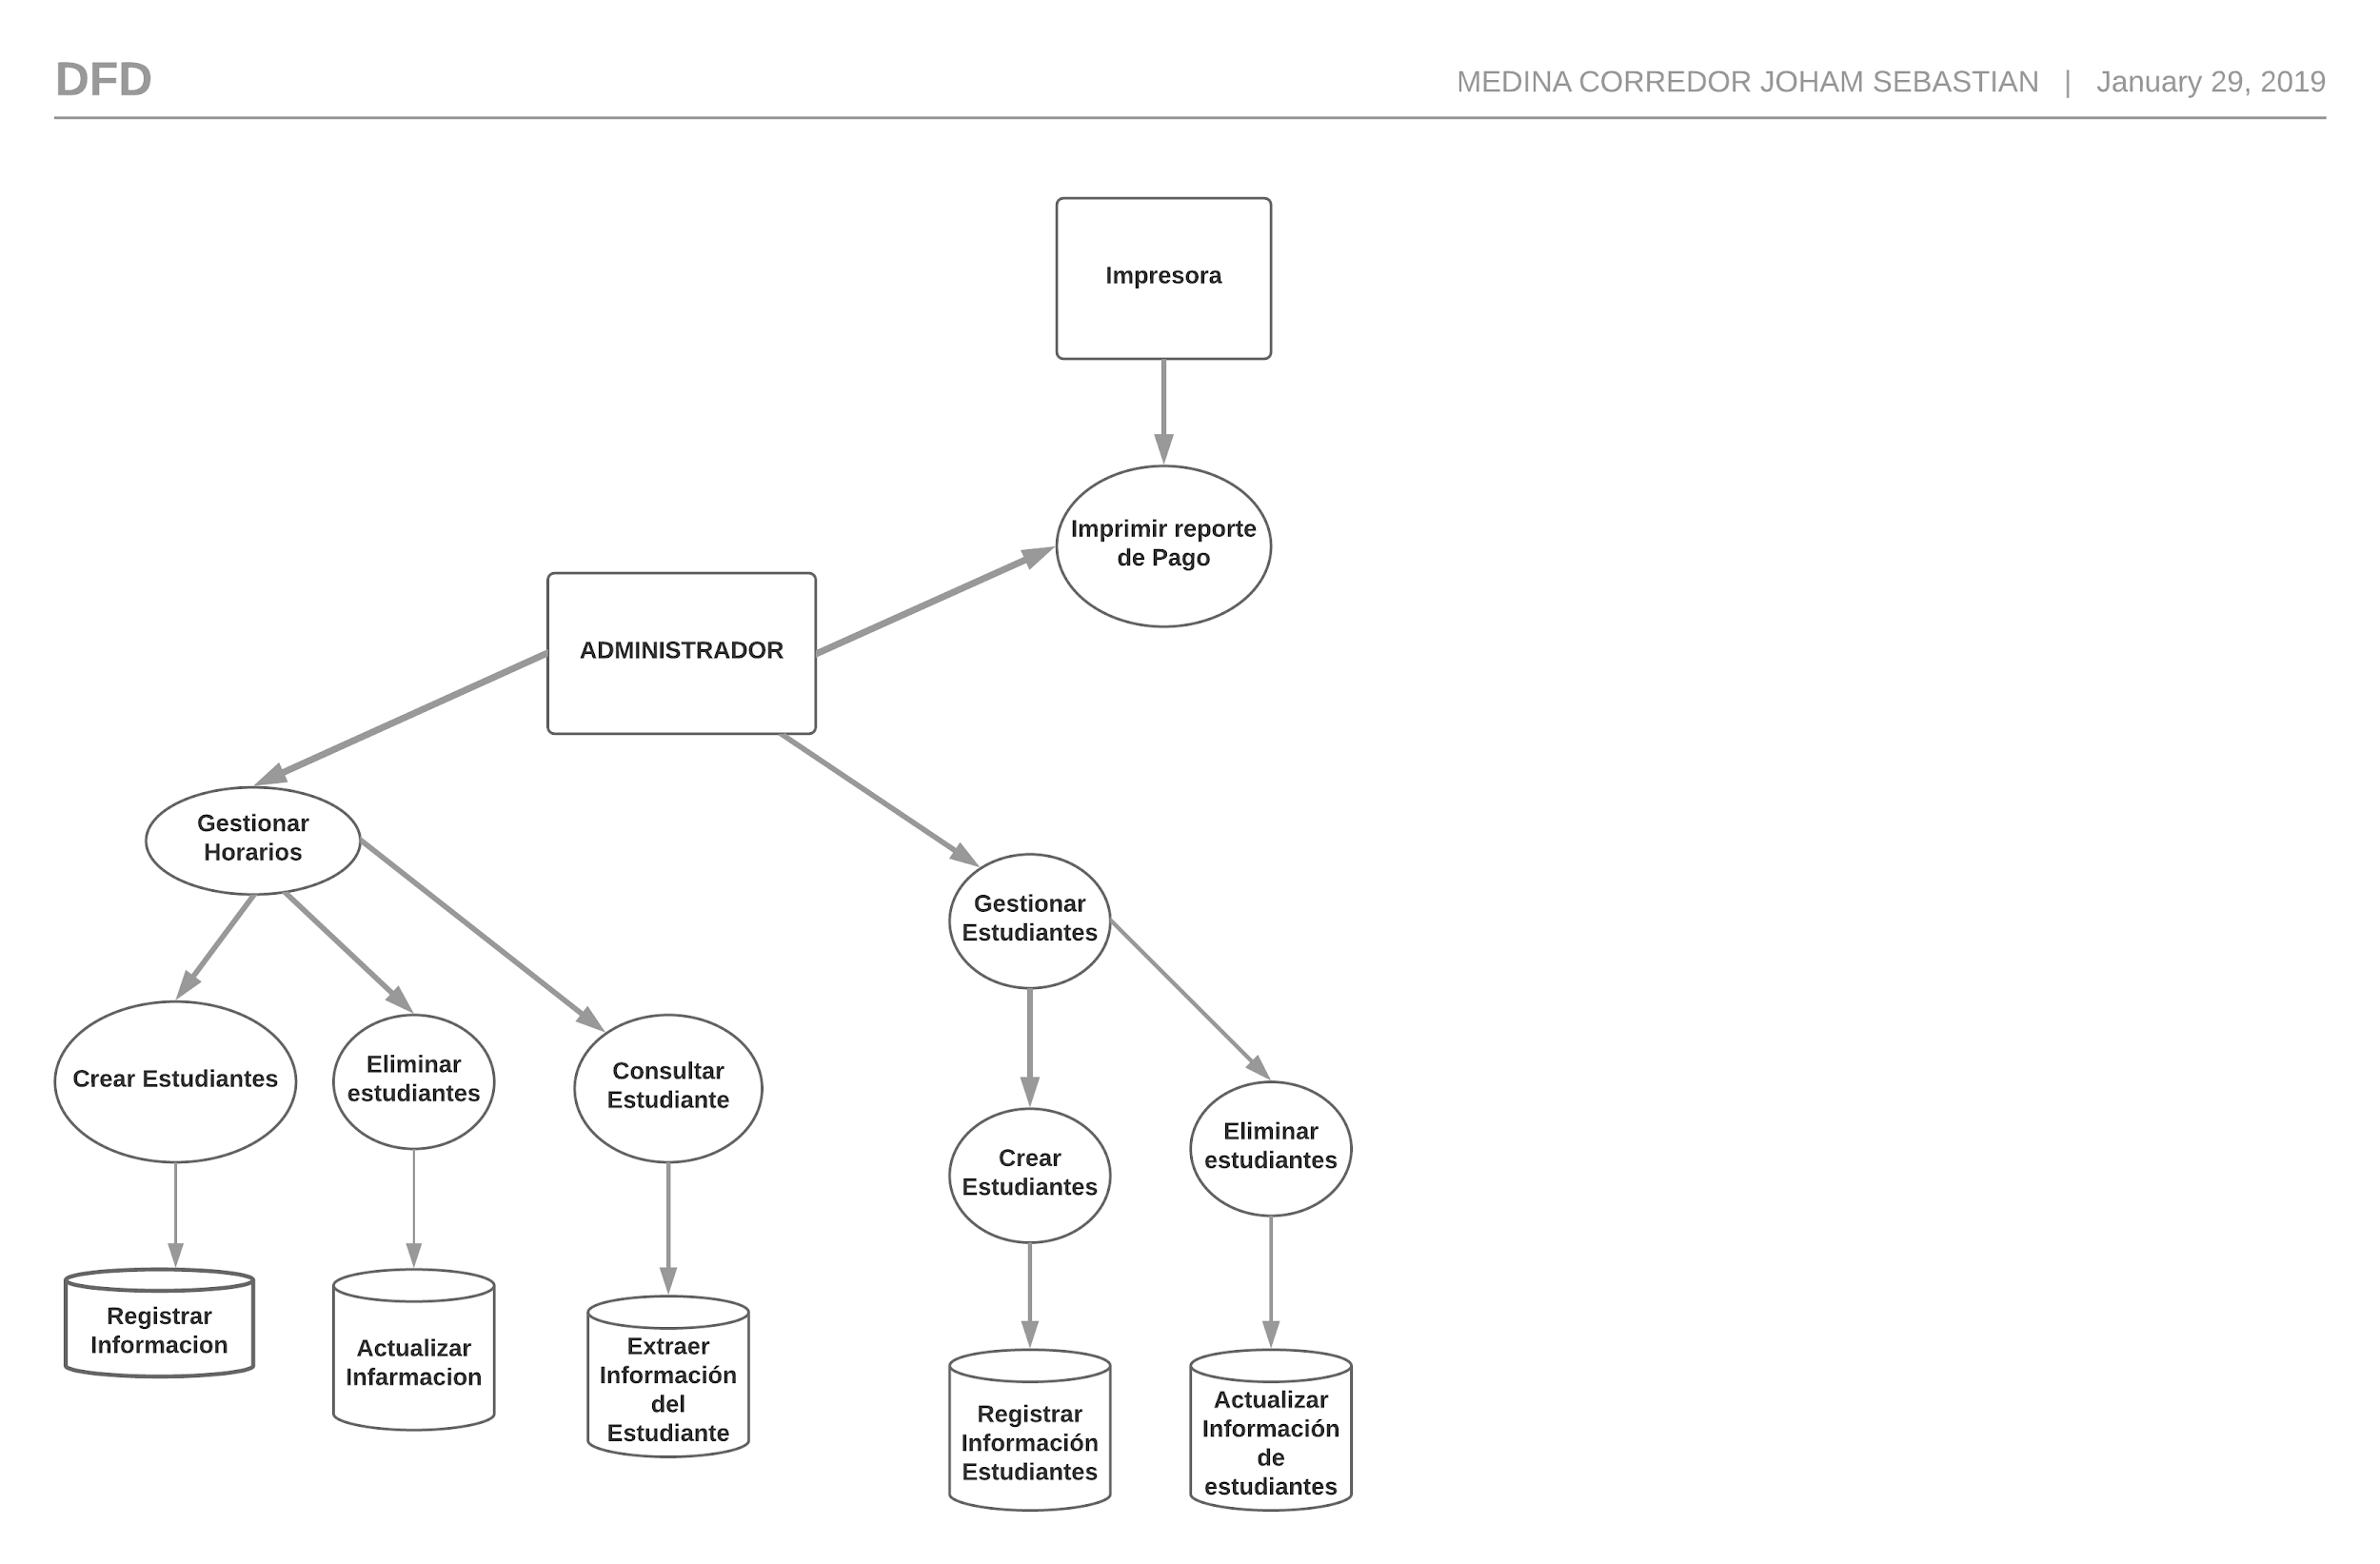 DFD
MEDINA CORREDOR JOHAM SEBASTIAN | January 29, 2019
Impresora
Imprimir reporte
de Pago
ADMINISTRADOR
Gestionar
Horarios
Gestionar
Estudiantes
Crear Estudiantes
Eliminar
estudiantes
Consultar
Estudiante
Crear
Estudiantes
Eliminar
estudiantes
Registrar
Informacion
Actualizar
Infarmacion
Extraer
Información
del
Estudiante
Registrar
Información
Estudiantes
Actualizar
Información
de
estudiantes